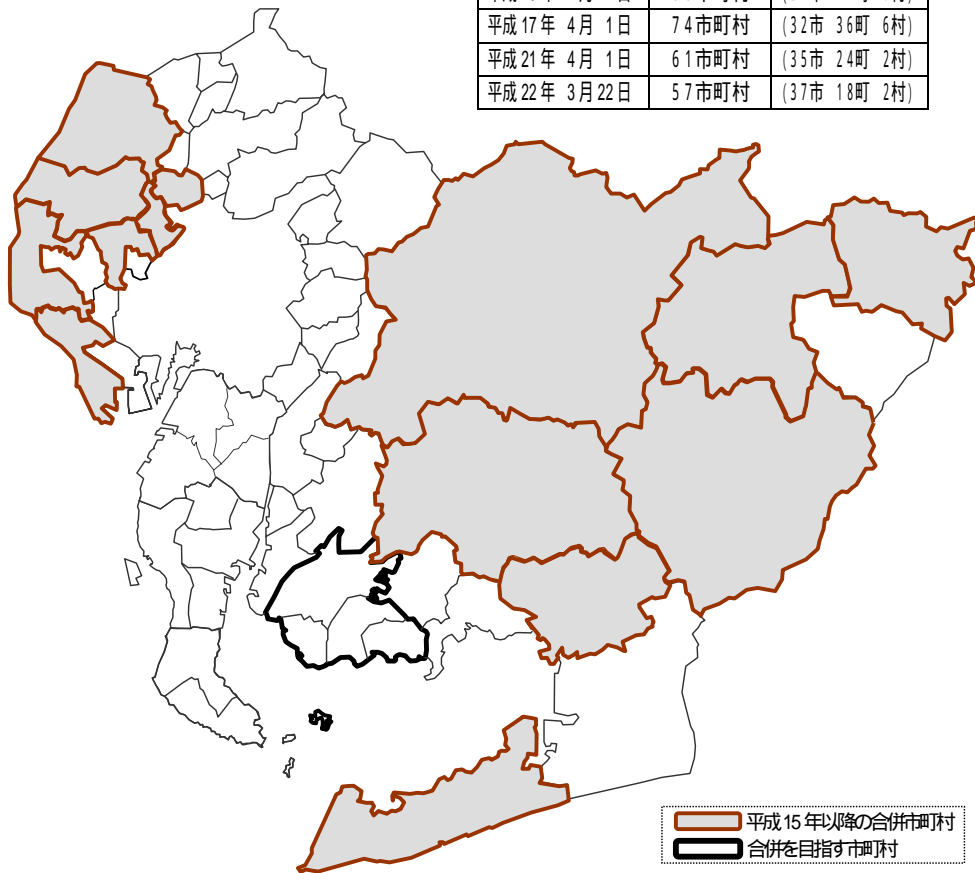 平成17年 4月 1日 74市町村 (32市 36町 6村)
平成21年 4月 1日 61市町村 (35市 24町 2村)
平成22年 3月22日 57市町村 (37市 18町 2村)
平成15年以降の合併市町村
合併を目指す市町村